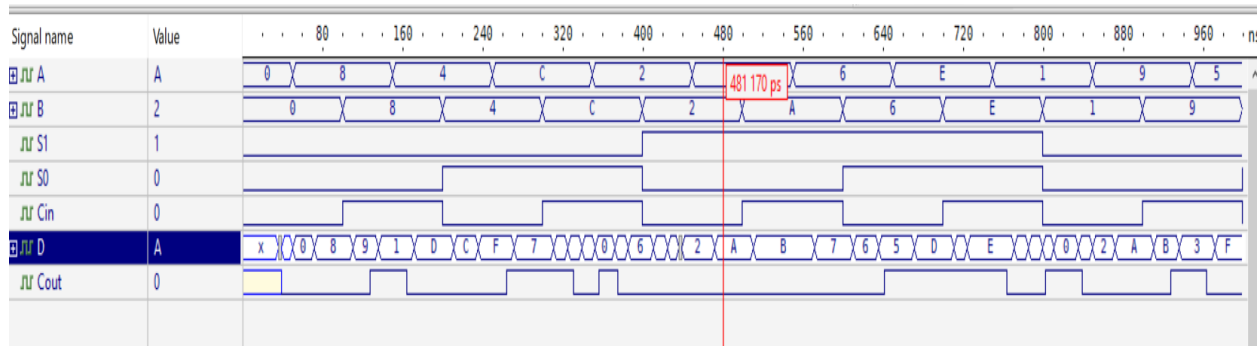 Signal name Value 80 160 240 320 400 480 560 640 720 800 880 960 ns
A A 0 8 4 C 2 6 E 1 9 5
481 170 ps
B 2 0 8 4 C 2 A 6 E 1 9
S1 1
S0 0
Cin 0
D A x 0 8 9 1 D C F 7 0 6 2 A B 7 6 5 D E 0 2 A B 3 F
Cout 0